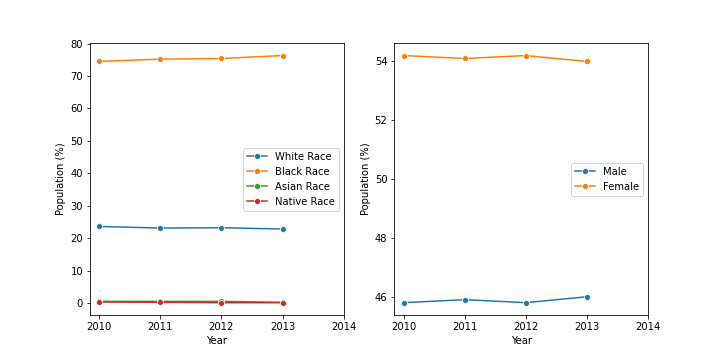 80
70
60
50
40
30
20
10
0
Population (%)
2010 2011 2012 2013 2014
Year
White Race
Black Race
Asian Race
Native Race
54
52
50
48
46
Population (%)
2010 2011 2012 2013 2014
Year
Male
Female